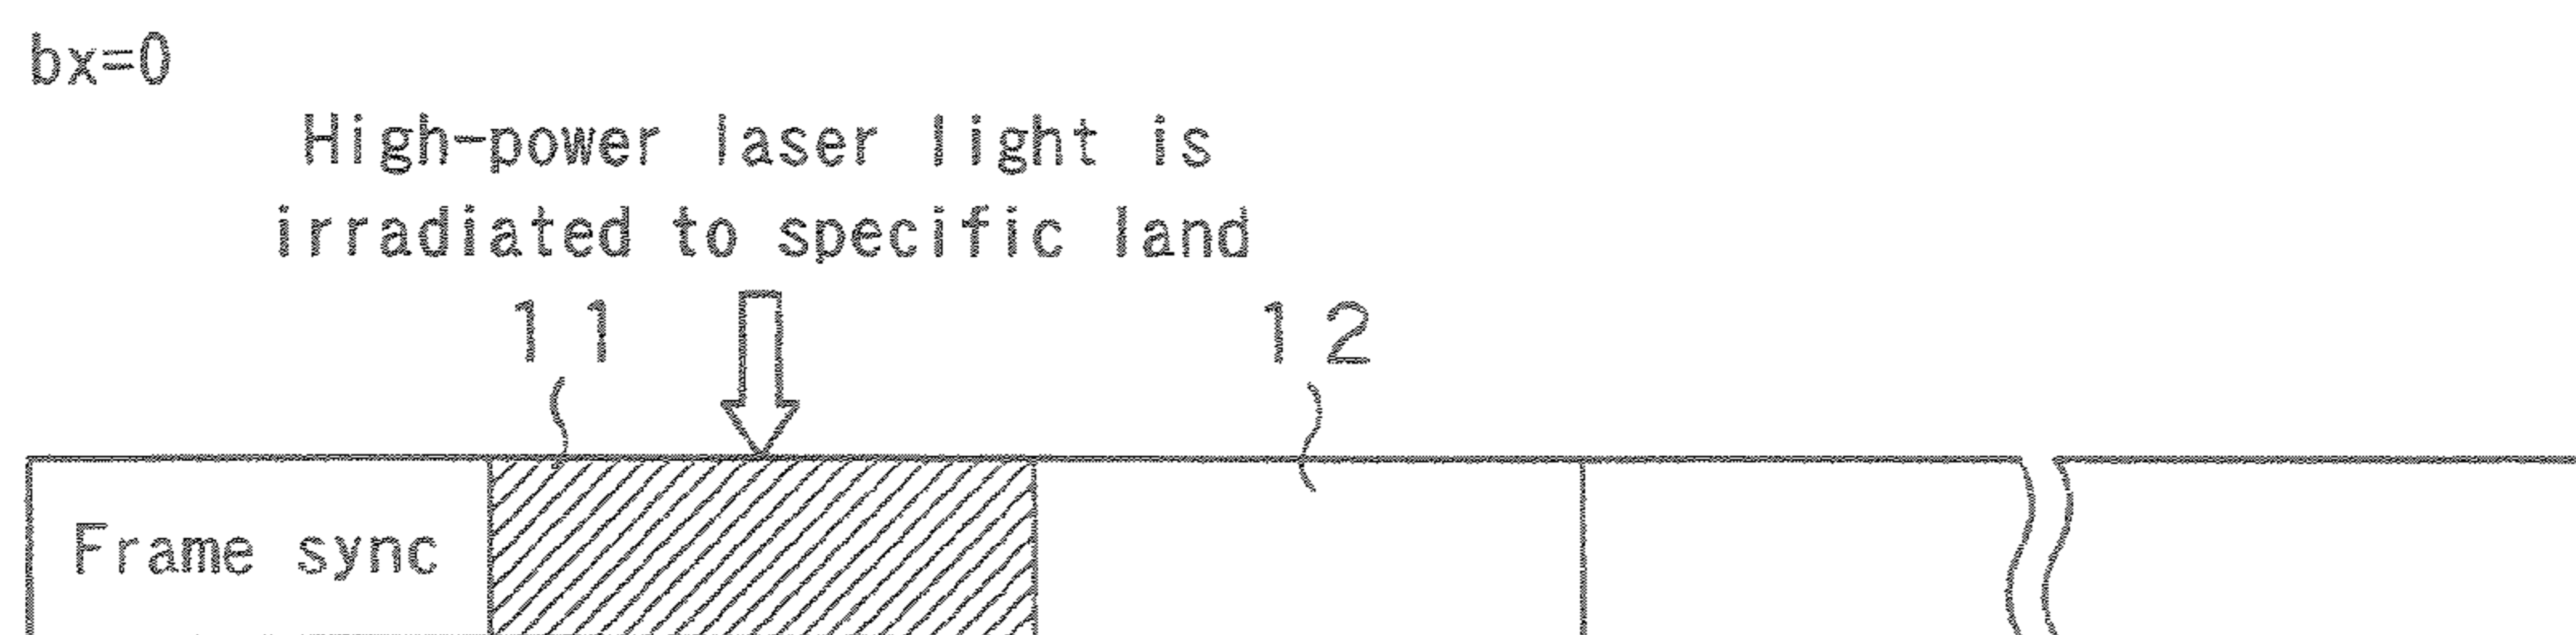 bx=0
High-power laser light is
irradiated to specific land
11
12
Frame sync